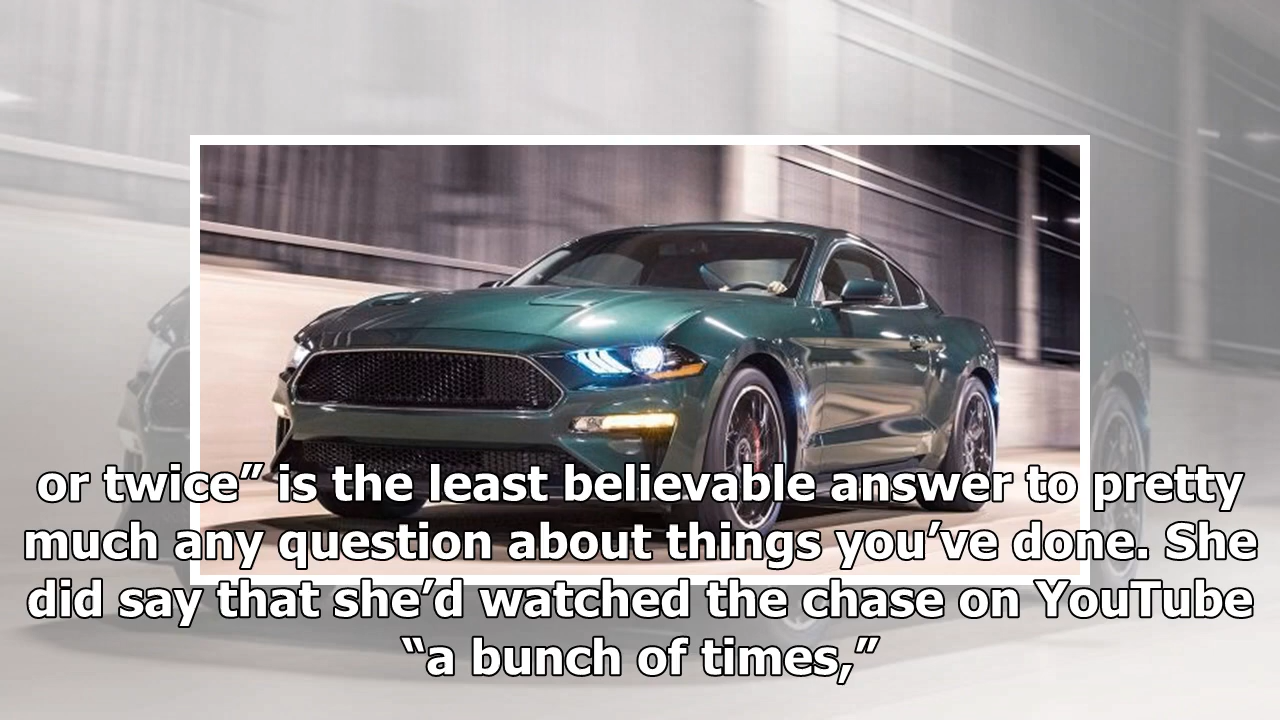 or twice” is the least believable answer to pretty
much any question about things you’ve done. She
did say that she’d watched the chase on YouTube
“a bunch of times,”